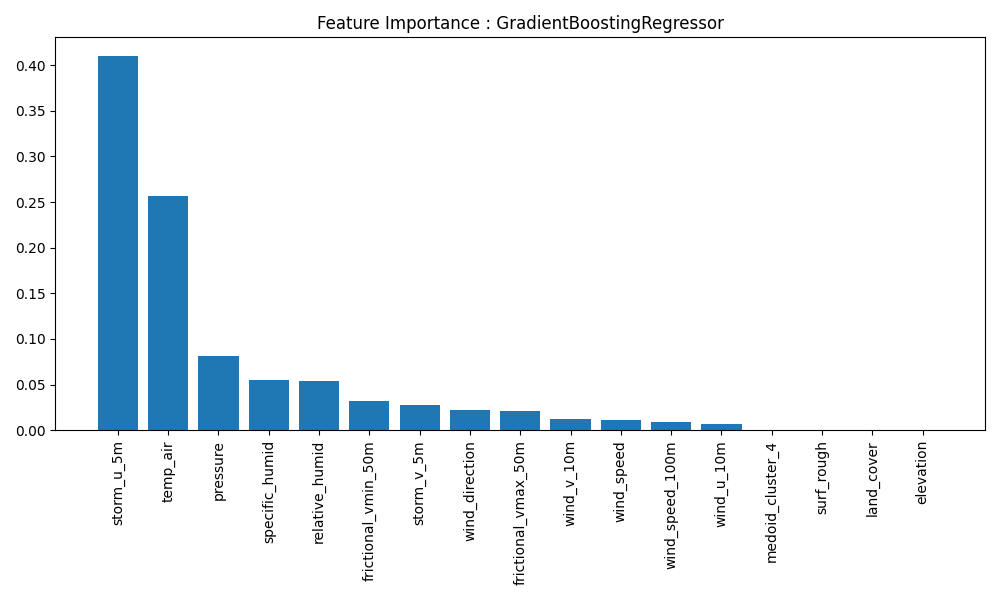 Feature Importance : GradientBoostingRegressor
0.40
0.35
0.30
0.25
0.20
0.15
0.10
0.05
0.00
storm_u_5m
temp_air
pressure
specific_humid
relative_humid
frictional_vmin_50m
storm_v_5m
wind_direction
frictional_vmax_50m
wind_v_10m
wind_speed
wind_speed_100m
wind_u_10m
medoid_cluster_4
surf_rough
land_cover
elevation